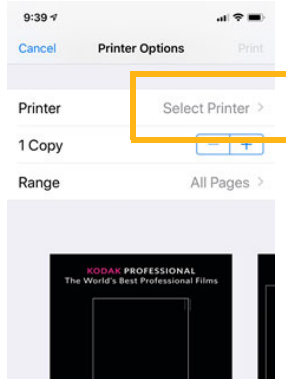 9:39
Cancel Printer Options Print
Printer Select Printer
1 Copy
Range All Pages
KODAK PROFESSIONAL
The World's Best Professional Films